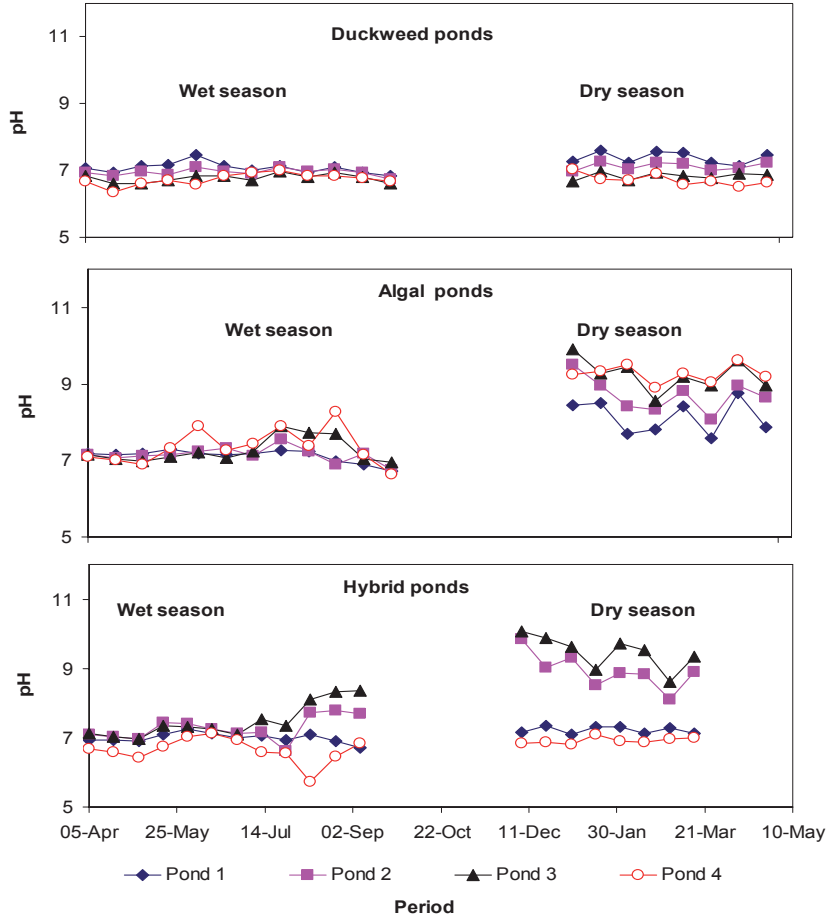 Duckweed ponds
11
Wet season
Dry season
9
pH
7
5
Algal ponds
11
Wet season
Dry season
9
pH
7
5
Hybrid ponds
11
Wet season
Dry season
9
pH
7
5
05-Apr 25-May 14-Jul 02-Sep 22-Oct 11-Dec 30-Jan 21-Mar 10-May
Pond 1 Pond 2 Pond 3 Pond 4
Period